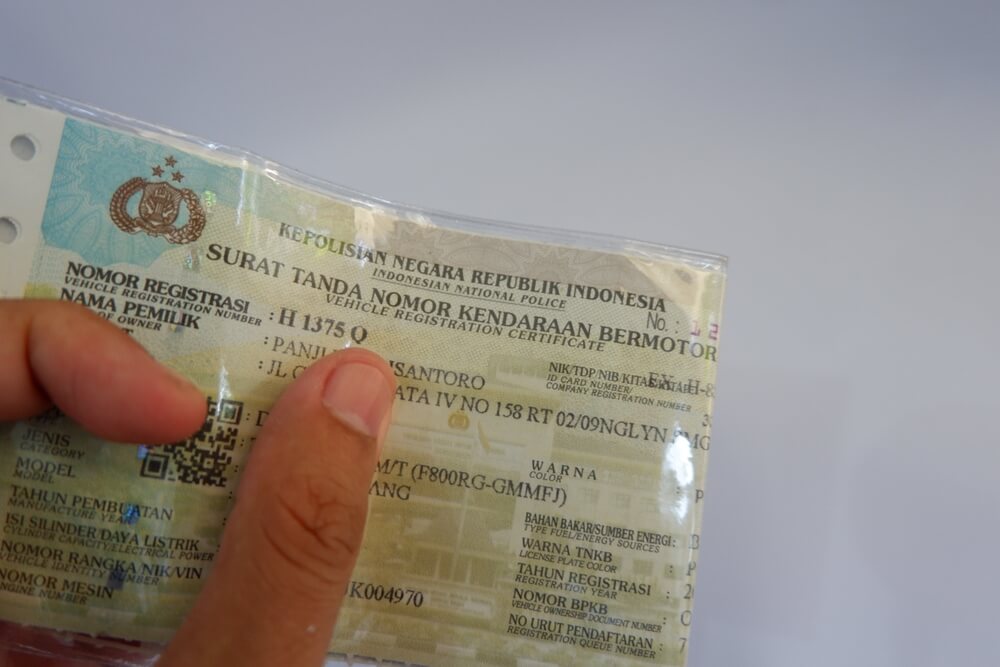 KEPOLISIAN NEGARA REPUBLIK INDONESIA
INDONESIAN NATIONAL POLICE
SURAT TANDA NOMOR KENDARAAN BERMOTOR
VEHICLE REGISTRATION CERTIFICATE
No. :
NOMOR REGISTRASI : H 1375 Q
VEHICLE REGISTRATION NUMBER
NAMA PEMILIK
OF OWNER
NIK/TDP/NIB/KITAS/KITAP
ID CARD NUMBER/
COMPANY REGISTRATION NUMBER
ATA IV NO 158 RT 02/09NGLYN
JENIS
CATEGORY
MODEL
MODEL
M/T (F800RG-GMMFJ)
WARNA
COLOR
TAHUN PEMBUATAN
MANUFACTURE YEAR
ISI SILINDER/DAYA LISTRIK
CYLINDER CAPACITY/ELECTRICAL POWER
BAHAN BAKAR/SUMBER ENERGI :
TYPE FUEL/ENERGY SOURCES
NOMOR RANGKA/NIK/VIN
VEHICLE IDENTITY NUMBER
WARNA TNKB :
LICENSE PLATE COLOR
NOMOR MESIN
ENGINE NUMBER
K004970
TAHUN REGISTRASI :
REGISTRATION YEAR
NOMOR BPKB :
VEHICLE OWNERSHIP DOCUMENT NUMBER
NO URUT PENDAFTARAN : 7
REGISTRATION QUEUE NUMBER